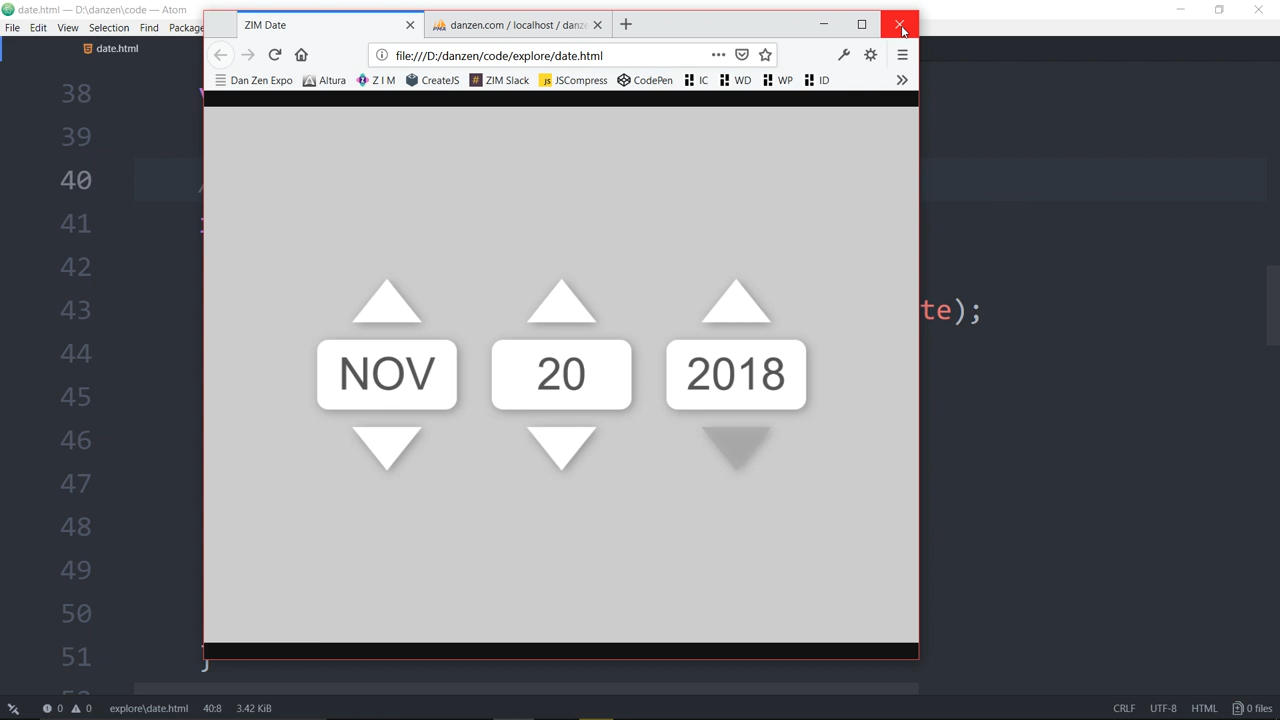 date.html — D:\danzen\code — Atom
File Edit View Selection Find Package
date.html
ZIM Date
danzen.com / localhost / danz
file:///D:/danzen/code/explore/date.html
Dan Zen Expo Altura Z I M CreateJS ZIM Slack JS JSCompress CodePen IC WD WP ID
38
39
40
41
42
43 te);
44
45
46
47
48
49
50
51 }
NOV 20 2018
0 0 explore\date.html 40:8 3.42 KiB CRLF UTF-8 HTML 0 files